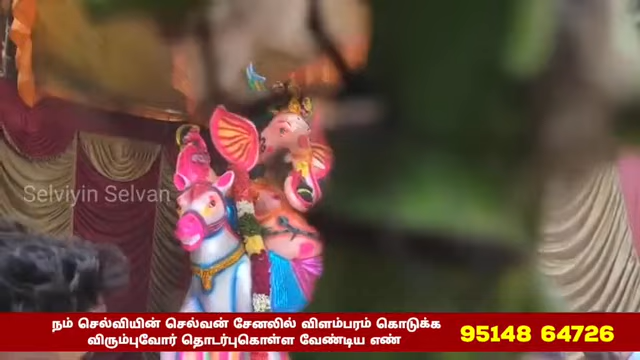 Selviyin Selvan
நம் செல்வியின் செல்வன் சேனலில் விளம்பரம் கொடுக்க
விரும்புவோர் தொடர்புகொள்ள வேண்டிய எண்
95148 64726